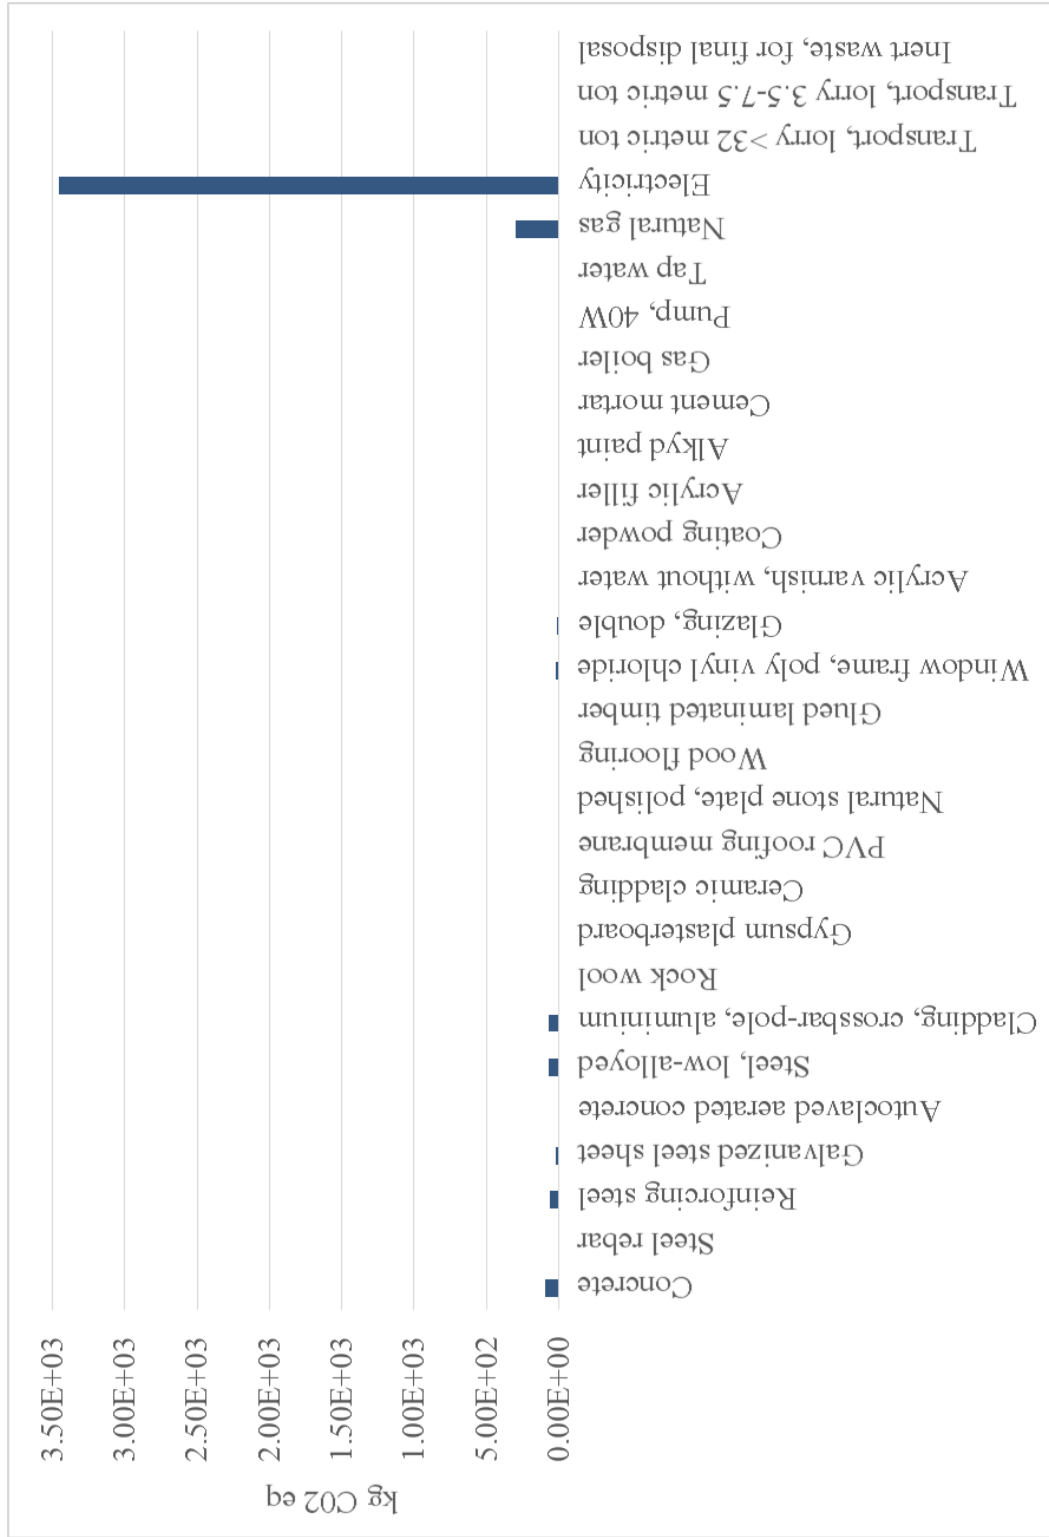 Inert waste, for final disposal
Transport, lorry 3.5-7.5 metric ton
Transport, lorry >32 metric ton
Electricity
Natural gas
Tap water
Pump, 40W
Gas boiler
Cement mortar
Alkyd paint
Acrylic filler
Coating powder
Acrylic varnish, without water
Glazing, double
Window frame, poly vinyl chloride
Glued laminated timber
Wood flooring
Natural stone plate, polished
PVC roofing membrane
Ceramic cladding
Gypsum plasterboard
Rock wool
Cladding, crossbar-pole, aluminium
Steel, low-alloyed
Autoclaved aerated concrete
Galvanized steel sheet
Reinforcing steel
Steel rebar
Concrete
3.50E+03
3.00E+03
2.50E+03
2.00E+03
1.50E+03
1.00E+03
5.00E+02
0.00E+00
kg C02 eq